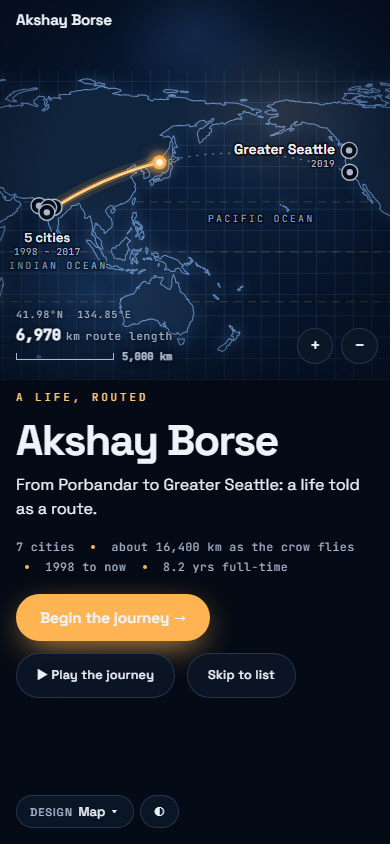 Akshay Borse
Greater Seattle
2019
PACIFIC OCEAN
5 cities
1998 – 2017
INDIAN OCEAN
41.98°N 134.85°E
6,970 km route length
5,000 km
+ −
A LIFE, ROUTED
Akshay Borse
From Porbandar to Greater Seattle: a life told
as a route.
7 cities • about 16,400 km as the crow flies
• 1998 to now • 8.2 yrs full-time
Begin the journey →
▶ Play the journey Skip to list
DESIGN Map